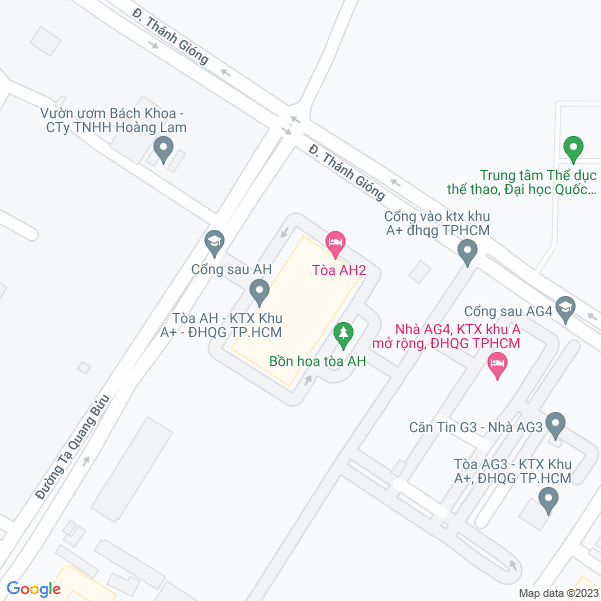 Đ. Thánh Gióng
Vườn ươm Bách Khoa -
CTy TNHH Hoàng Lam
Đ. Thánh Gióng
Trung tâm Thể dục
thể thao, Đại học Quốc...
Cổng vào ktx khu
A+ đhqg TPHCM
Cổng sau AH
Tòa AH2
Tòa AH - KTX Khu
A+ - ĐHQG TP.HCM
Cổng sau AG4
Nhà AG4, KTX khu A
mở rộng, ĐHQG TPHCM
Bồn hoa tòa AH
Đường Tạ Quang Bửu
Căn Tin G3 - Nhà AG3
Tòa AG3 - KTX Khu
A+, ĐHQG TP.HCM
Google
Map data ©2023